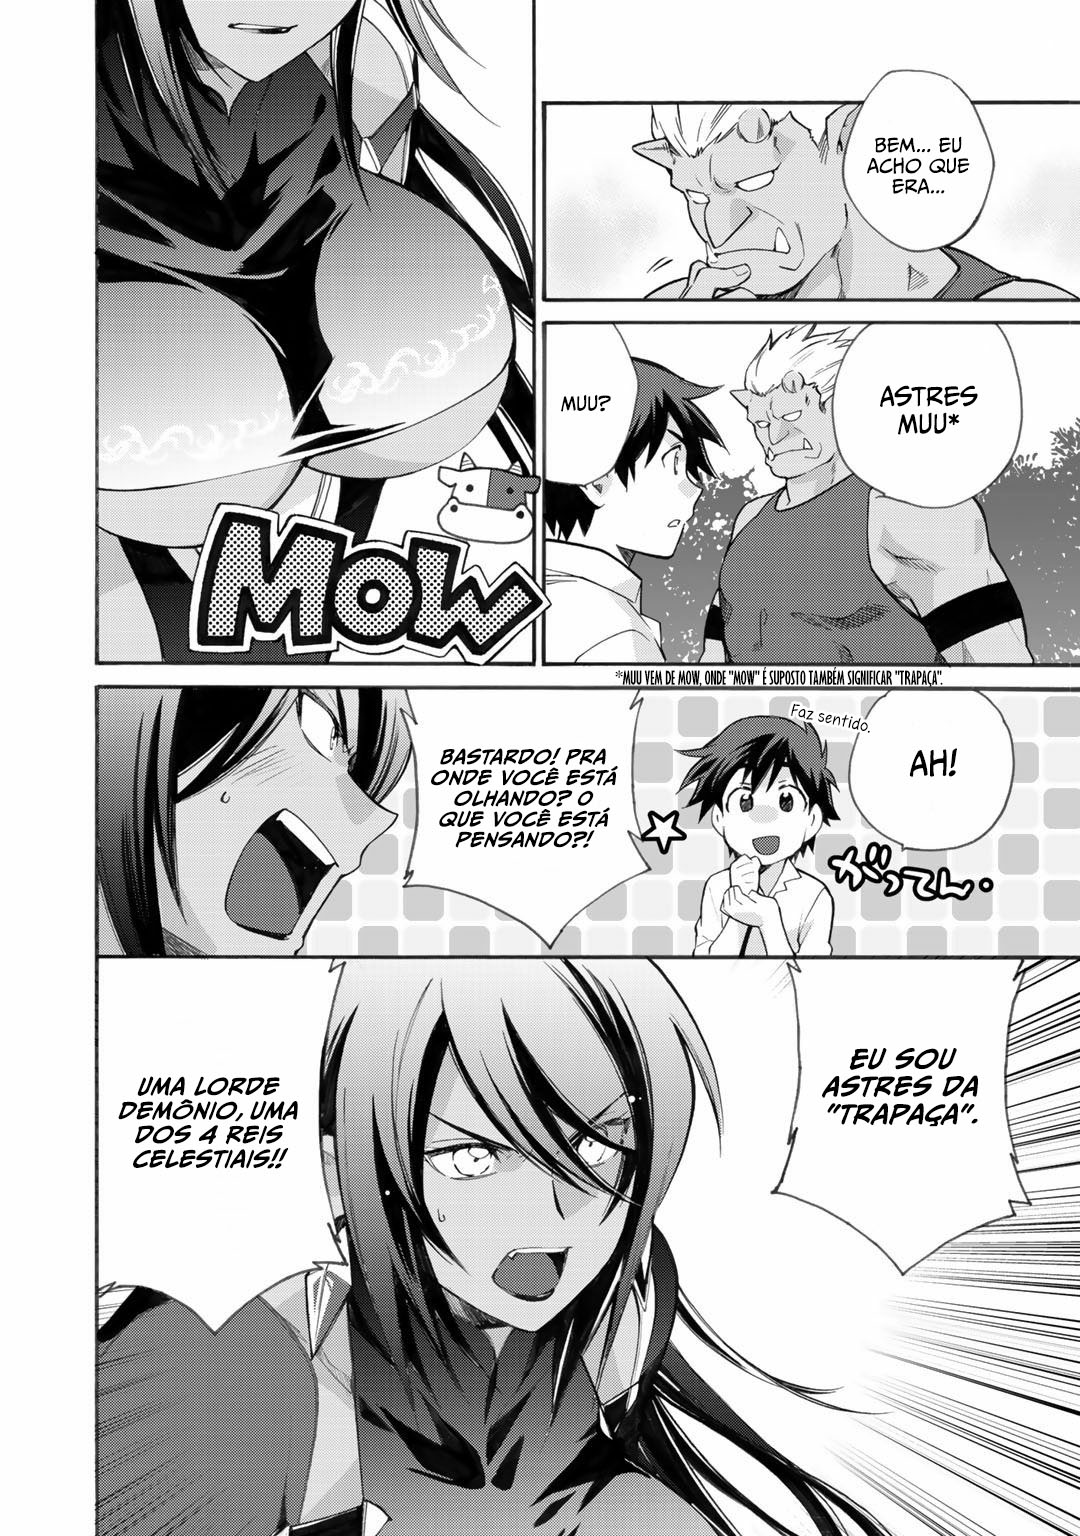 BEM... EU
ACHO QUE
ERA...
ASTRES
MUU*
MUU?
*MUU VEM DE MOW, ONDE "MOW" É SUPOSTO TAMBÉM SIGNIFICAR "TRAPAÇA".
MOW
AH!
Faz sentido.
がってん・
BASTARDO! PRA
ONDE VOCÊ ESTÁ
OLHANDO? O
QUE VOCÊ ESTÁ
PENSANDO?!
EU SOU
ASTRES DA
"TRAPAÇA".
UMA LORDE
DEMÔNIO, UMA
DOS 4 REIS
CELESTIAIS!!